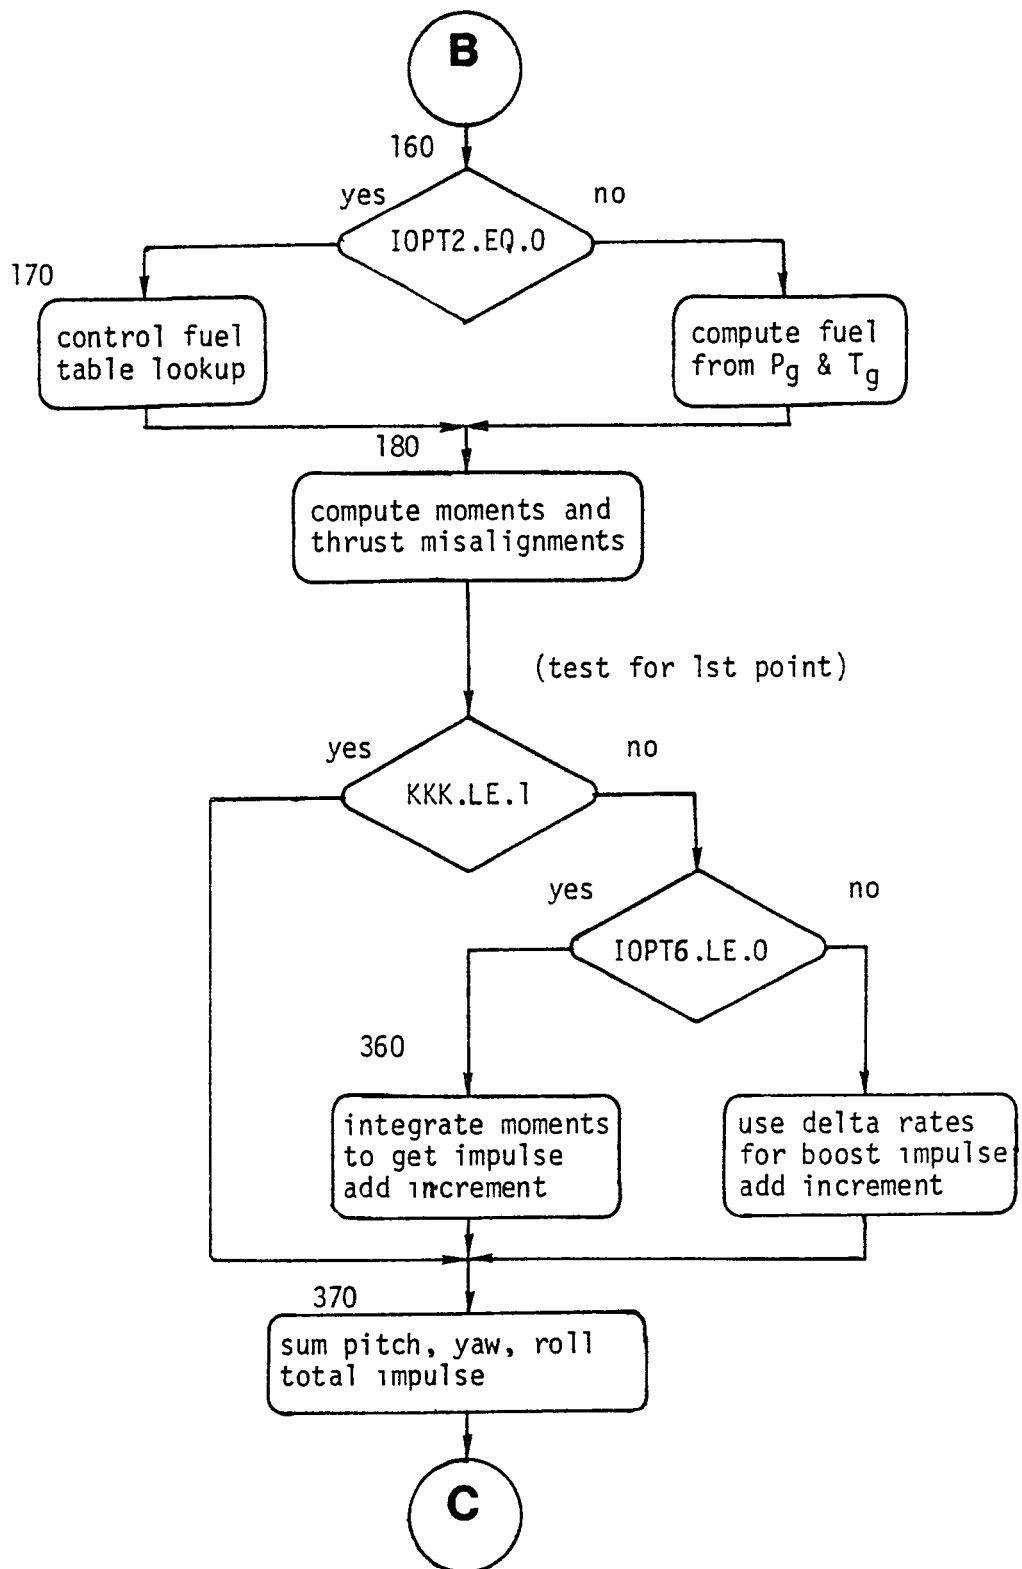 B
160
yes
no
IOPT2.EQ.0
170
control fuel
table lookup
compute fuel
from Pg & Tg
180
compute moments and
thrust misalignments
(test for 1st point)
yes
no
KKK.LE.1
yes
no
IOPT6.LE.0
360
integrate moments
to get impulse
add increment
use delta rates
for boost impulse
add increment
370
sum pitch, yaw, roll
total impulse
C